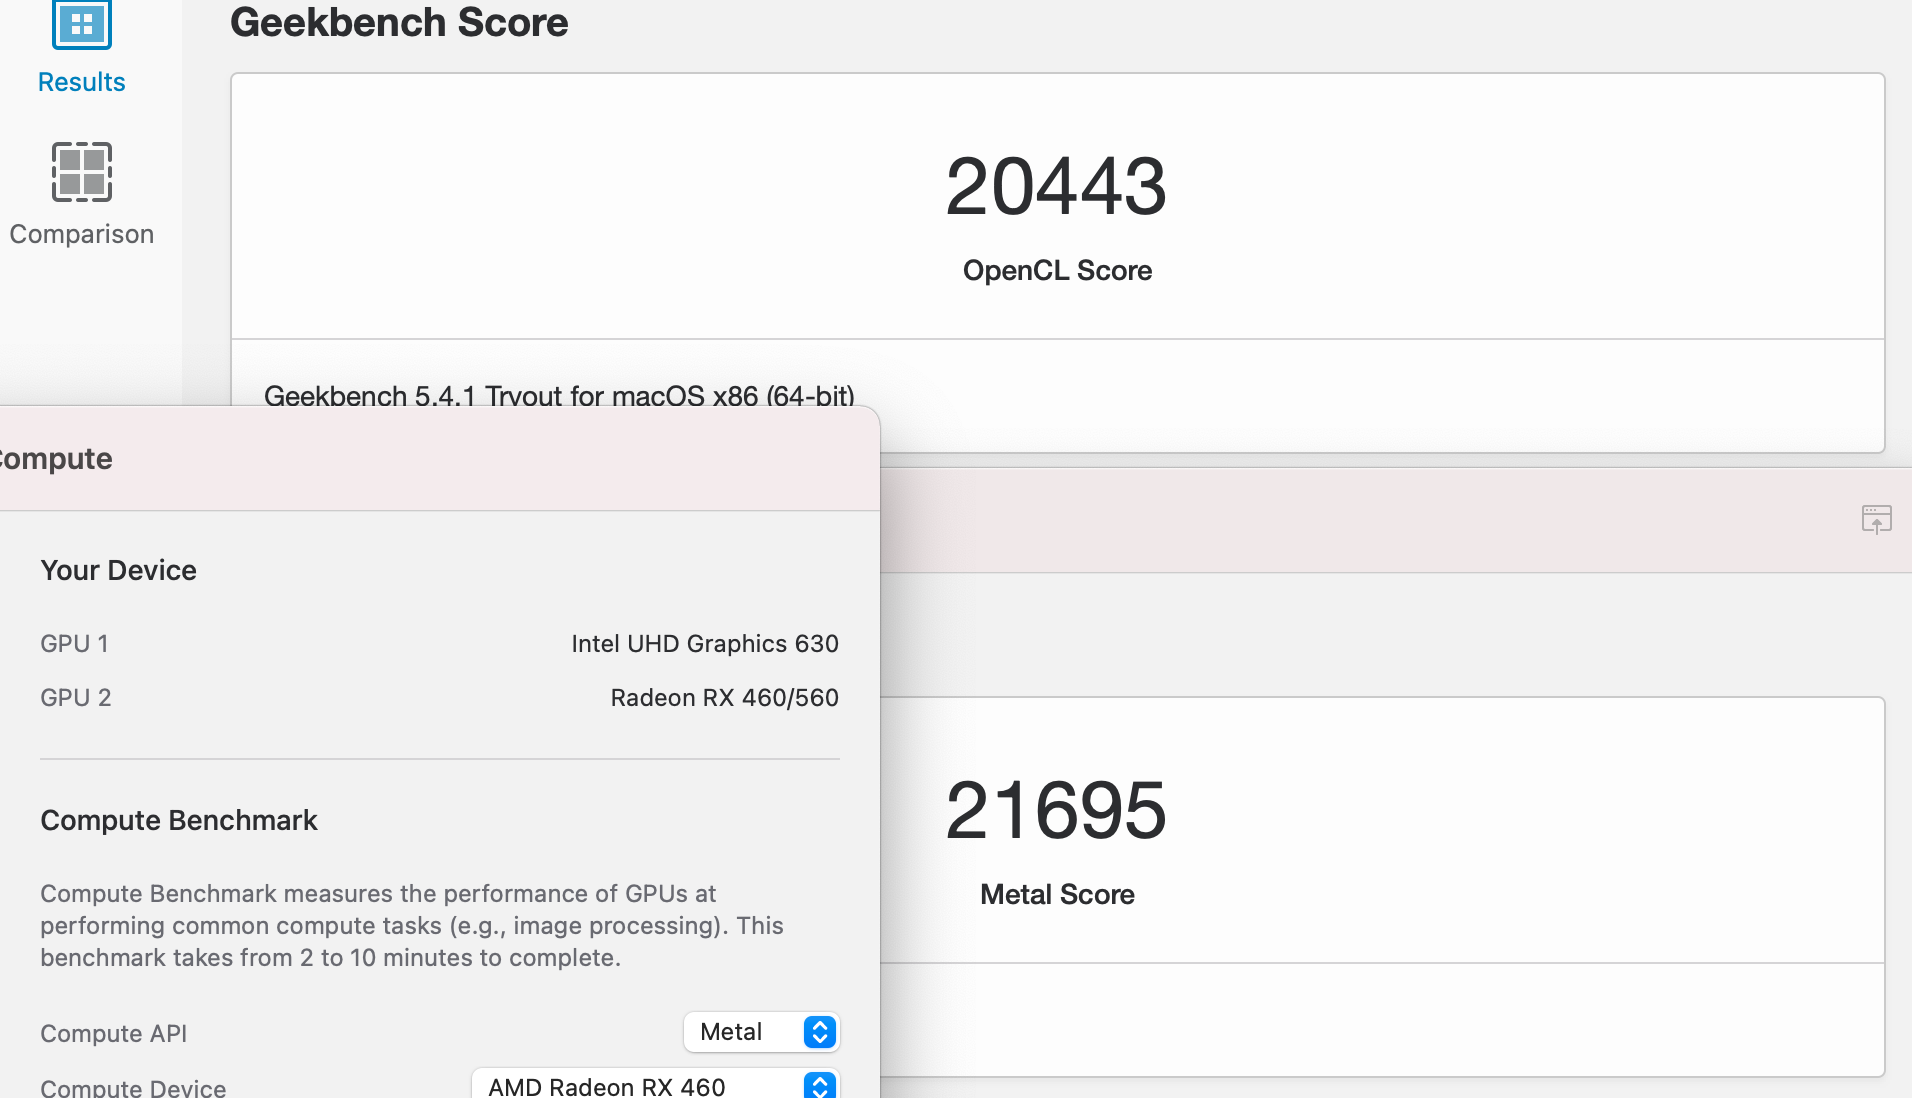 Geekbench Score
Results
Comparison
20443
OpenCL Score
Geekbench 5.4.1 Tryout for macOS x86 (64-bit)
ompute
Your Device
GPU 1 Intel UHD Graphics 630
GPU 2 Radeon RX 460/560
Compute Benchmark
Compute Benchmark measures the performance of GPUs at
performing common compute tasks (e.g., image processing). This
benchmark takes from 2 to 10 minutes to complete.
Compute API Metal
Compute Device AMD Radeon RX 460
21695
Metal Score